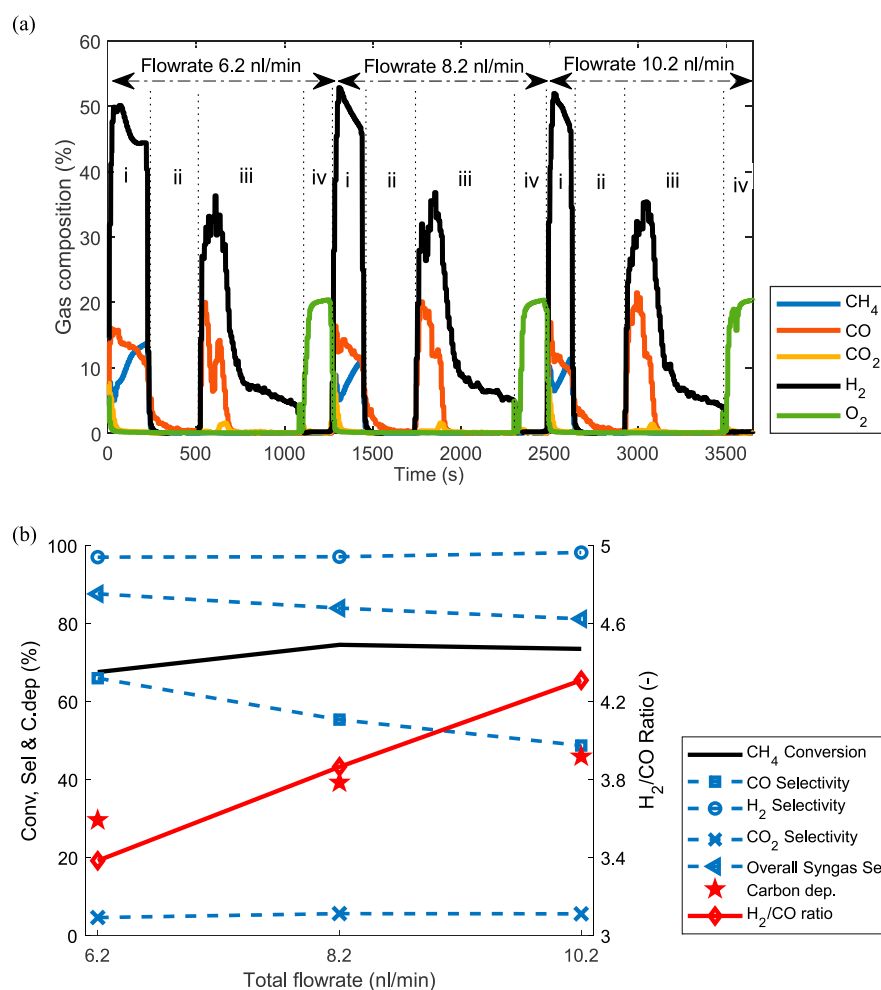 (a)
60
50
40
30
20
10
0
Gas composition (%)
Flowrate 6.2 nl/min
Flowrate 8.2 nl/min
Flowrate 10.2 nl/min
i
ii
iii
iv
i
ii
iii
iv
i
ii
iii
iv
0
500
1000
1500
2000
2500
3000
3500
Time (s)
CH4
CO
CO2
H2
O2
(b)
100
80
60
40
20
0
Conv, Sel & C.dep (%)
5
4.6
4.2
3.8
3.4
3
H2/CO Ratio (-)
6.2
8.2
10.2
Total flowrate (nl/min)
CH4 Conversion
CO Selectivity
H2 Selectivity
CO2 Selectivity
Overall Syngas Se
Carbon dep.
H2/CO ratio